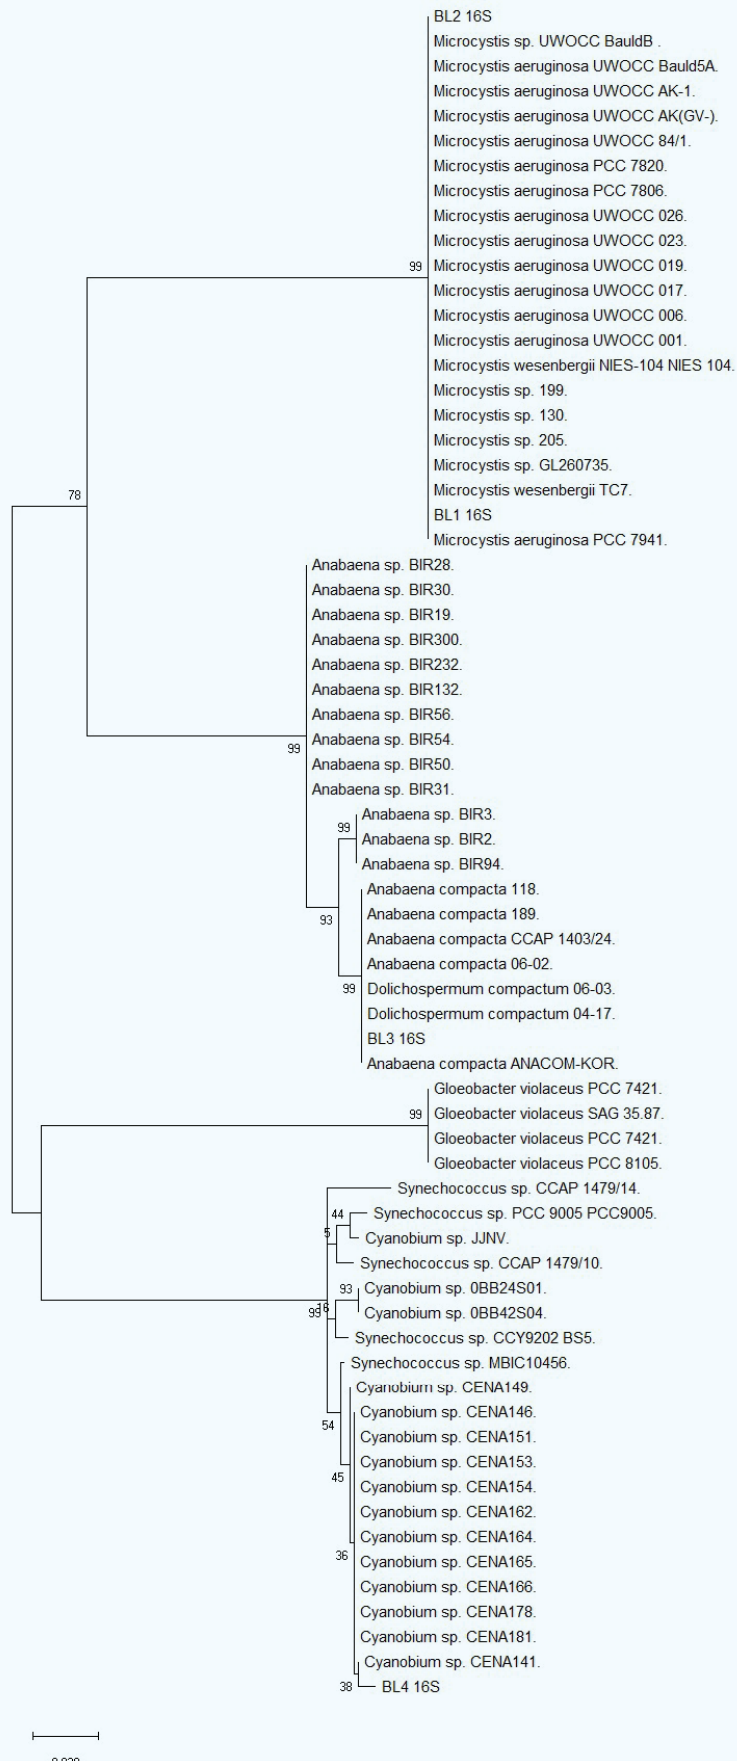 BL2 16S
Microcystis sp. UWOCC BauldB .
Microcystis aeruginosa UWOCC Bauld5A.
Microcystis aeruginosa UWOCC AK-1.
Microcystis aeruginosa UWOCC AK(GV-).
Microcystis aeruginosa UWOCC 84/1.
Microcystis aeruginosa PCC 7820.
Microcystis aeruginosa PCC 7806.
Microcystis aeruginosa UWOCC 026.
Microcystis aeruginosa UWOCC 023.
99
Microcystis aeruginosa UWOCC 019.
Microcystis aeruginosa UWOCC 017.
Microcystis aeruginosa UWOCC 006.
Microcystis aeruginosa UWOCC 001.
Microcystis wesenbergii NIES-104 NIES 104.
Microcystis sp. 199.
Microcystis sp. 130.
Microcystis sp. 205.
Microcystis sp. GL260735.
Microcystis wesenbergii TC7.
78
BL1 16S
Microcystis aeruginosa PCC 7941.
Anabaena sp. BIR28.
Anabaena sp. BIR30.
Anabaena sp. BIR19.
Anabaena sp. BIR300.
Anabaena sp. BIR232.
Anabaena sp. BIR132.
Anabaena sp. BIR56.
Anabaena sp. BIR54.
99
Anabaena sp. BIR50.
Anabaena sp. BIR31.
Anabaena sp. BIR3.
99
Anabaena sp. BIR2.
Anabaena sp. BIR94.
Anabaena compacta 118.
Anabaena compacta 189.
93
Anabaena compacta CCAP 1403/24.
Anabaena compacta 06-02.
99
Dolichospermum compactum 06-03.
Dolichospermum compactum 04-17.
BL3 16S
Anabaena compacta ANACOM-KOR.
Gloeobacter violaceus PCC 7421.
99
Gloeobacter violaceus SAG 35.87.
Gloeobacter violaceus PCC 7421.
Gloeobacter violaceus PCC 8105.
Synechococcus sp. CCAP 1479/14.
44
Synechococcus sp. PCC 9005 PCC9005.
5
Cyanobium sp. JJNV.
Synechococcus sp. CCAP 1479/10.
93
Cyanobium sp. 0BB24S01.
99
16
Cyanobium sp. 0BB42S04.
Synechococcus sp. CCY9202 BS5.
Synechococcus sp. MBIC10456.
Cyanobium sp. CENA149.
Cyanobium sp. CENA146.
54
Cyanobium sp. CENA151.
Cyanobium sp. CENA153.
45
Cyanobium sp. CENA154.
Cyanobium sp. CENA162.
Cyanobium sp. CENA164.
36
Cyanobium sp. CENA165.
Cyanobium sp. CENA166.
Cyanobium sp. CENA178.
Cyanobium sp. CENA181.
Cyanobium sp. CENA141.
38
BL4 16S